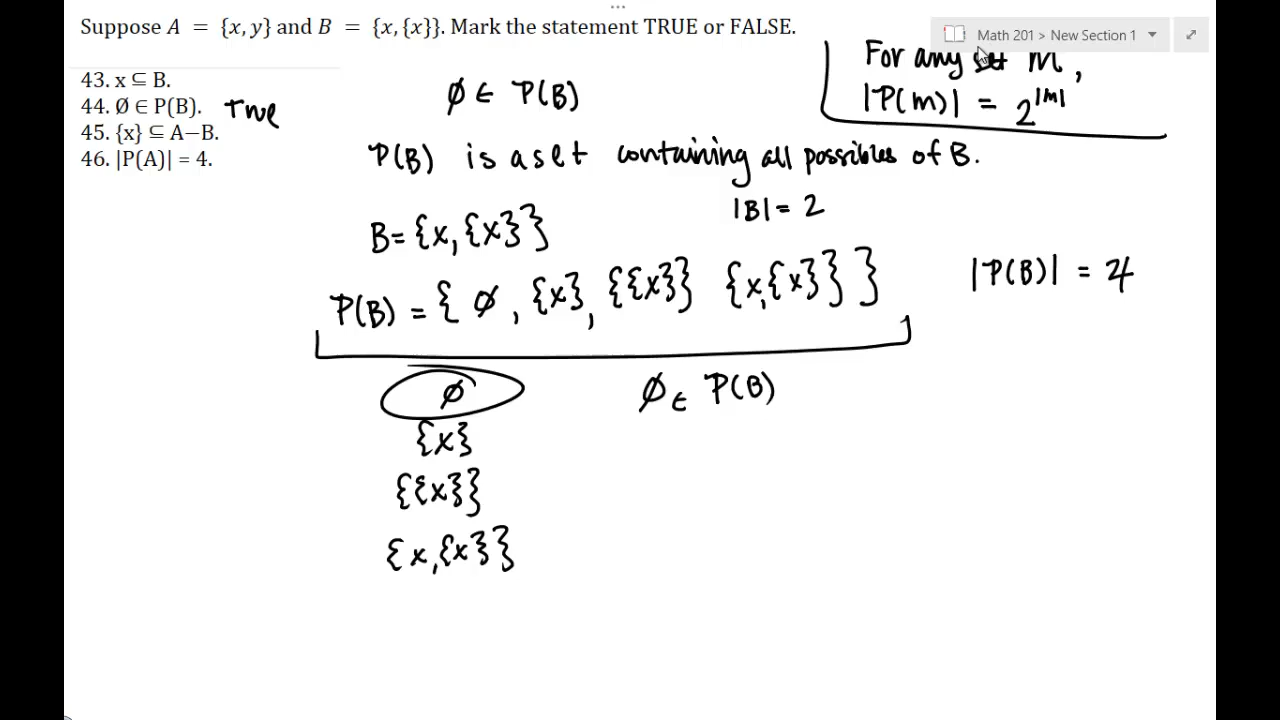 Suppose A = {x, y} and B = {x, {x}}. Mark the statement TRUE or FALSE.
Math 201 > New Section 1
43. x ⊆ B.
44. Ø ∈ P(B). True
45. {x} ⊆ A−B.
46. |P(A)| = 4.
For any set m,
|P(m)| = 2^|m|
Ø ∈ P(B)
P(B) is a set containing all possibles of B.
|B| = 2
B = {x, {x}}
P(B) = { Ø, {x}, {{x}} {x,{x}} }
|P(B)| = 4
Ø
Ø ∈ P(B)
{x}
{{x}}
{x,{x}}